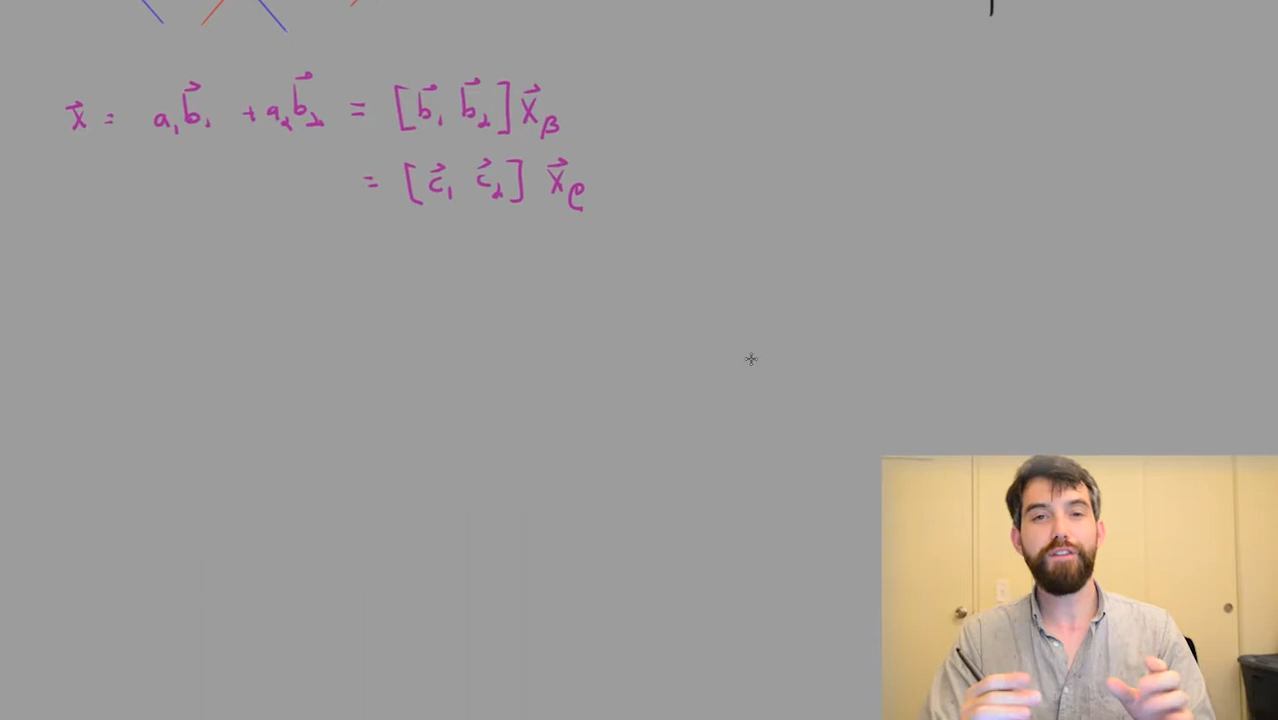 x⃗ = a₁b⃗₁ + a₂b⃗₂ = [b⃗₁ b⃗₂] x⃗_β
= [c⃗₁ c⃗₂] x⃗_𝒞